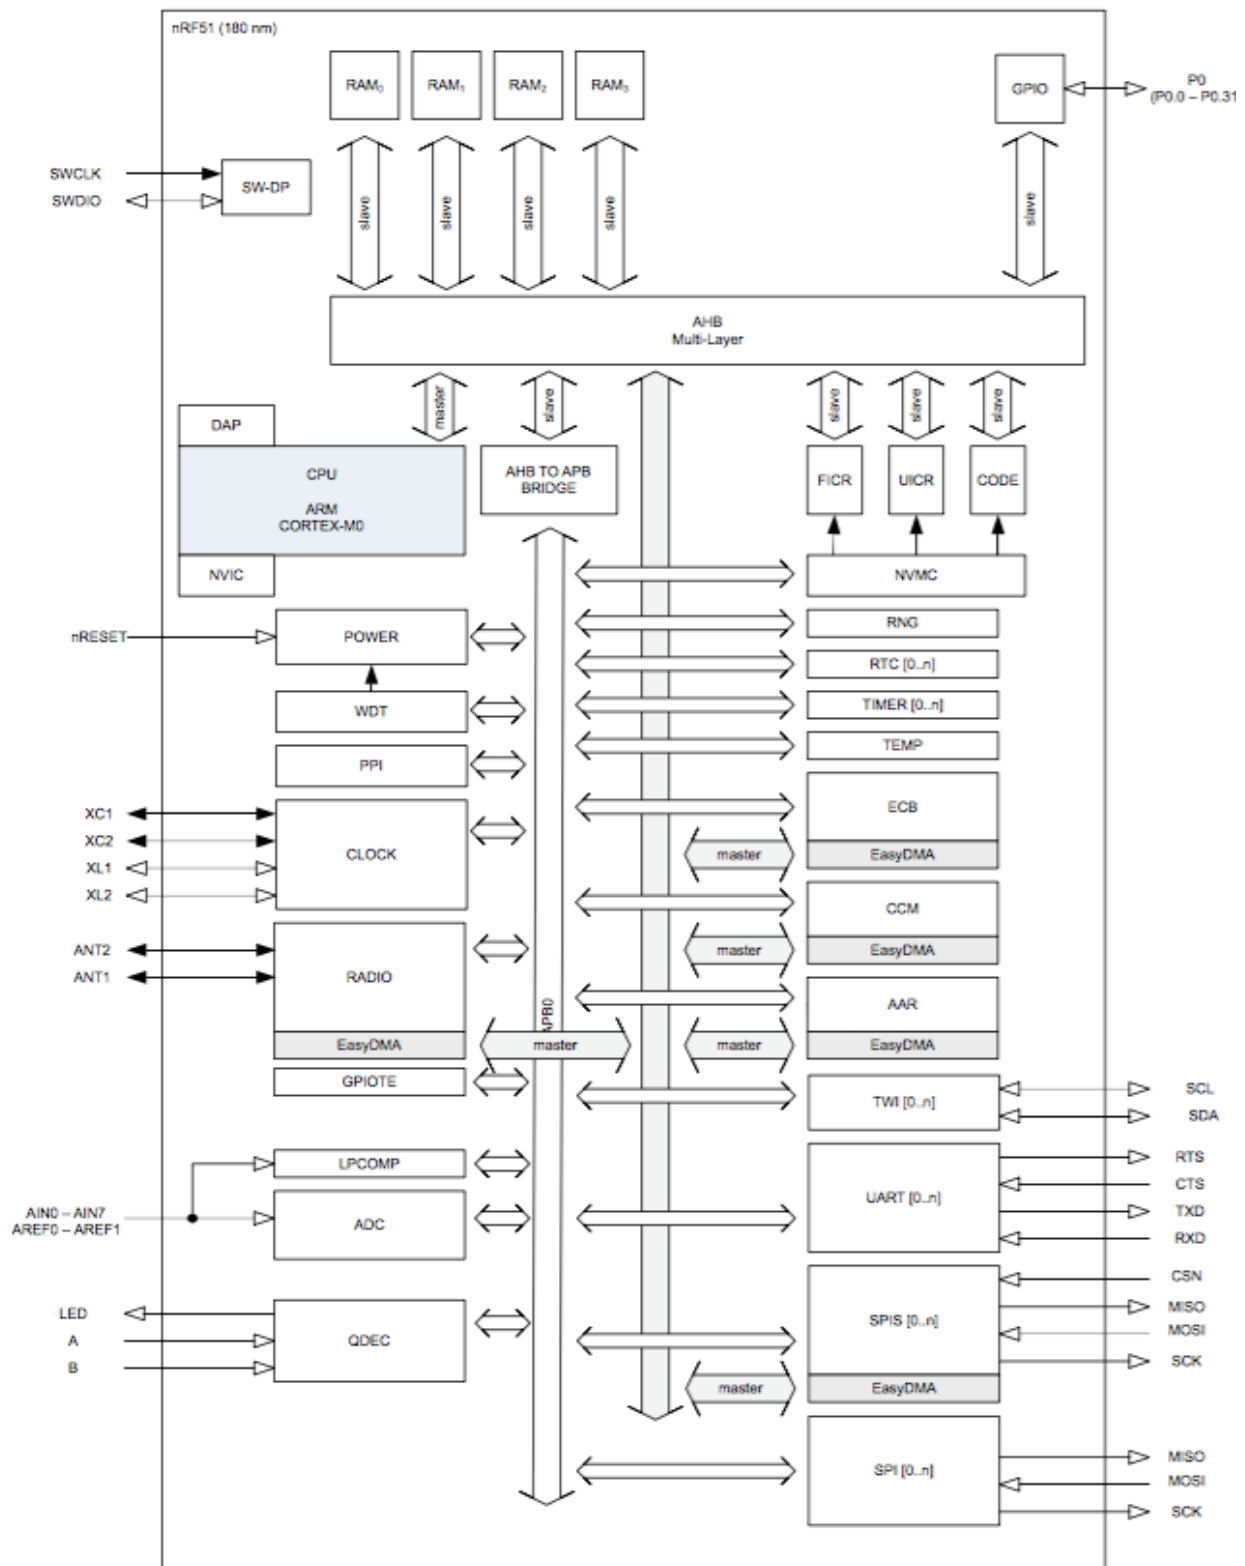 nRF51 (180 nm)
RAM0
RAM1
RAM2
RAM3
GPIO
P0
(P0.0 – P0.31
SWCLK
SWDIO
SW-DP
slave
slave
slave
slave
slave
AHB
Multi-Layer
master
slave
slave
slave
slave
DAP
CPU
ARM
CORTEX-M0
NVIC
AHB TO APB
BRIDGE
FICR
UICR
CODE
NVMC
nRESET
POWER
RNG
RTC [0..n]
WDT
TIMER [0..n]
PPI
TEMP
XC1
XC2
XL1
XL2
CLOCK
ECB
master
EasyDMA
CCM
master
EasyDMA
ANT2
ANT1
RADIO
EasyDMA
APB0
master
AAR
master
EasyDMA
GPIOTE
TWI [0..n]
SCL
SDA
LPCOMP
AIN0 – AIN7
AREF0 – AREF1
ADC
UART [0..n]
RTS
CTS
TXD
RXD
LED
A
B
QDEC
SPIS [0..n]
master
EasyDMA
CSN
MISO
MOSI
SCK
SPI [0..n]
MISO
MOSI
SCK